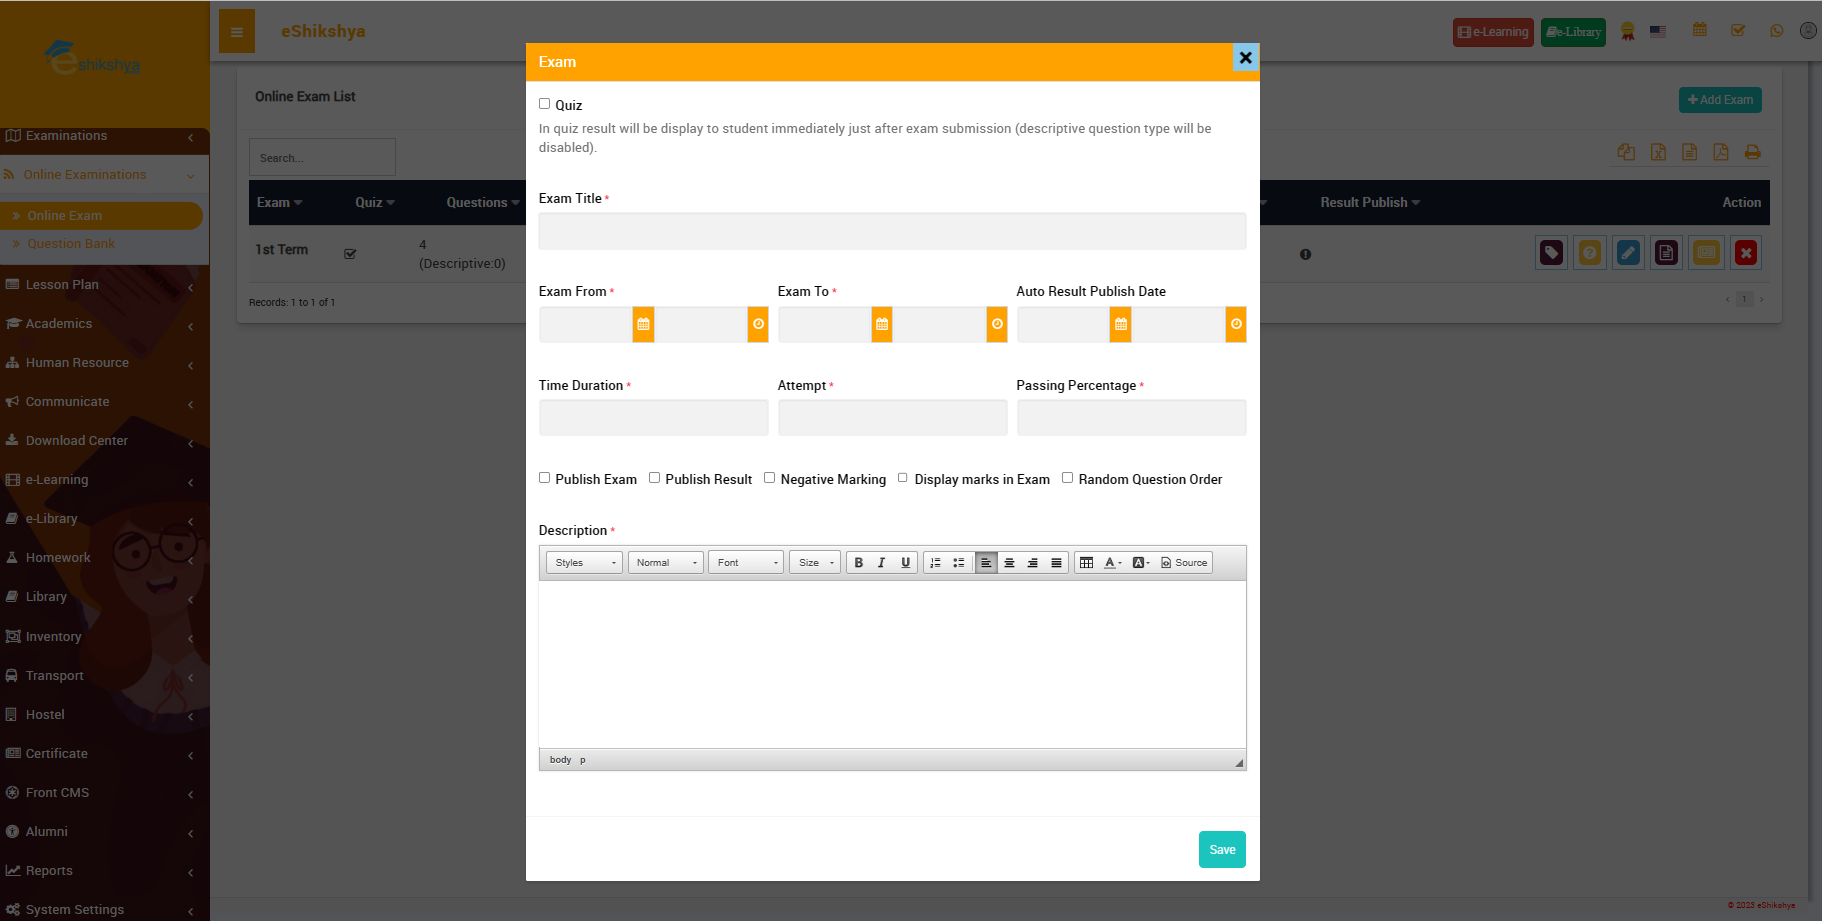 eshikshya
eShikshya
e-Learning
e-Library
Examinations
Online Examinations
Online Exam
Question Bank
Lesson Plan
Academics
Human Resource
Communicate
Download Center
e-Learning
e-Library
Homework
Library
Inventory
Transport
Hostel
Certificate
Front CMS
Alumni
Reports
System Settings
Online Exam List
Add Exam
Search...
Exam Quiz Questions Result Publish Action
1st Term 4
(Descriptive:0)
Records: 1 to 1 of 1
1
Exam
Quiz
In quiz result will be display to student immediately just after exam submission (descriptive question type will be
disabled).
Exam Title *
Exam From * Exam To * Auto Result Publish Date
Time Duration * Attempt * Passing Percentage *
Publish Exam Publish Result Negative Marking Display marks in Exam Random Question Order
Description *
Styles Normal Font Size B I U A A Source
body p
Save
© 2023 eShikshya